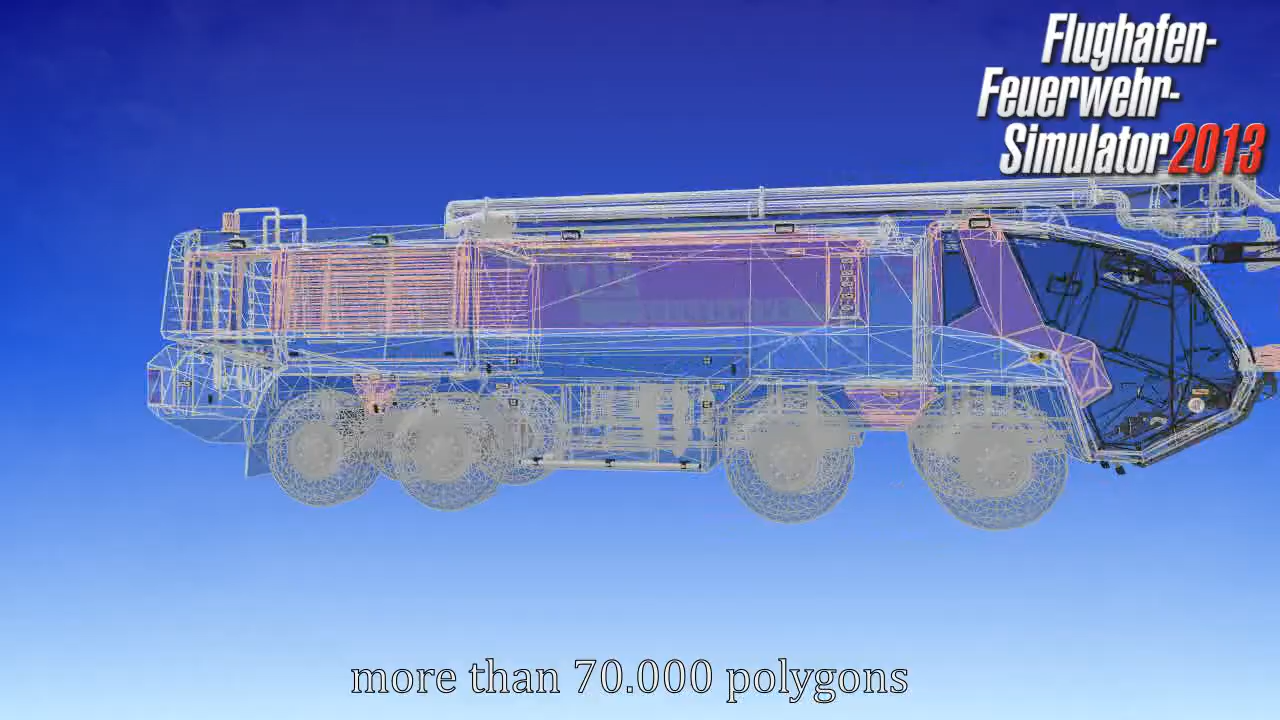 Flughafen-
Feuerwehr-
Simulator 2013
more than 70.000 polygons